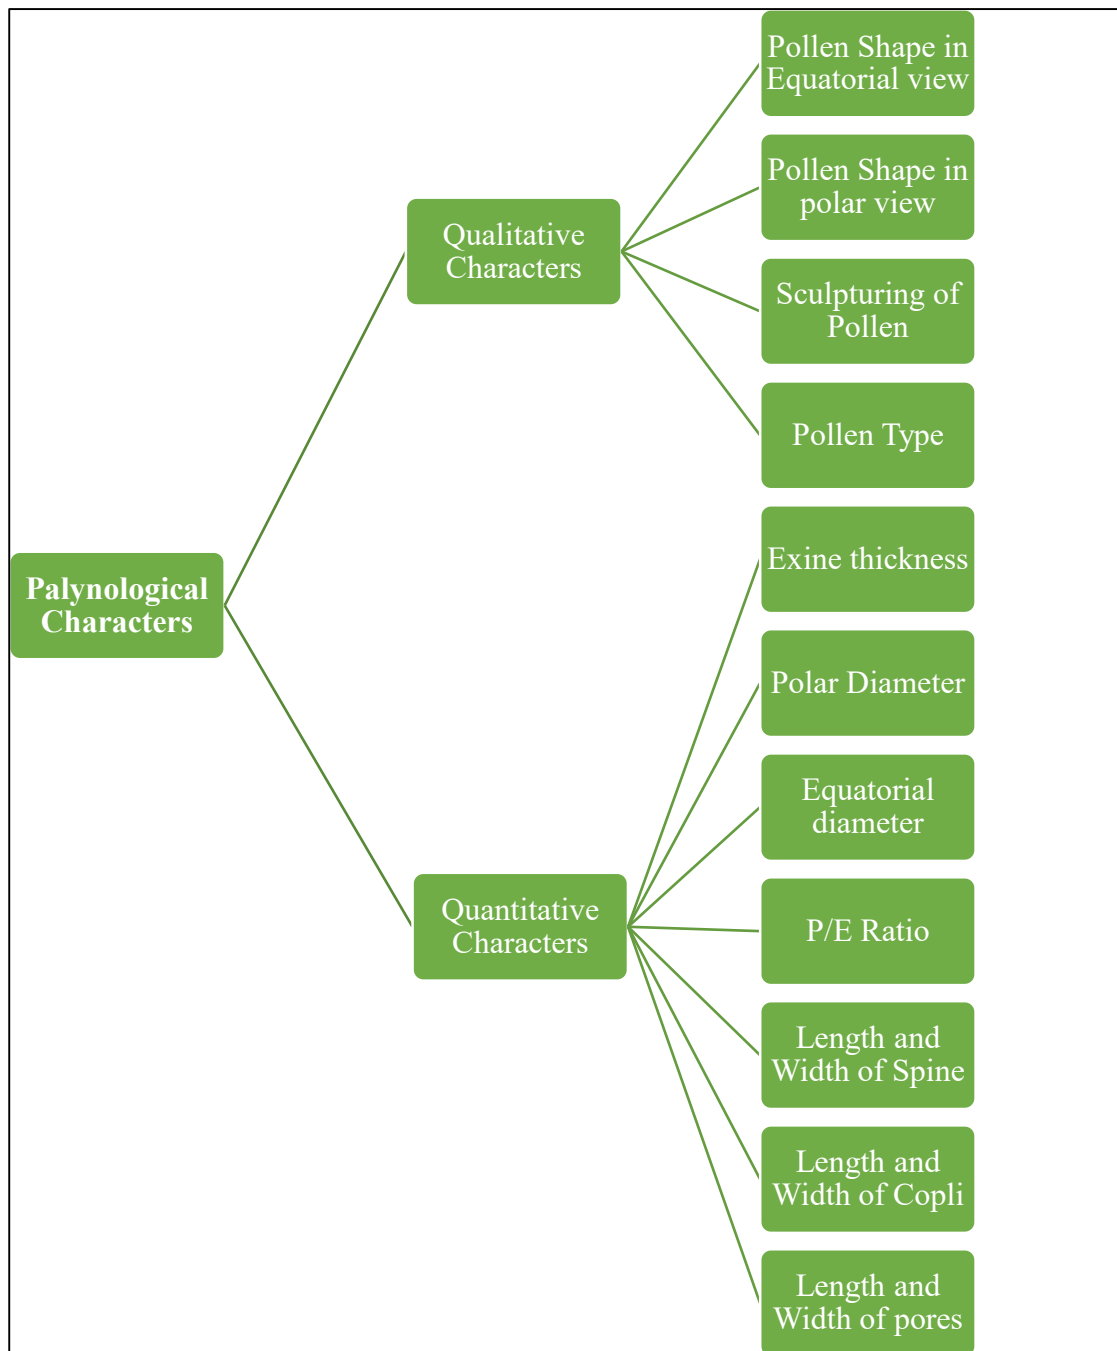 Palynological
Characters
Qualitative
Characters
Pollen Shape in
Equatorial view
Pollen Shape in
polar view
Sculpturing of
Pollen
Pollen Type
Quantitative
Characters
Exine thickness
Polar Diameter
Equatorial
diameter
P/E Ratio
Length and
Width of Spine
Length and
Width of Copli
Length and
Width of pores